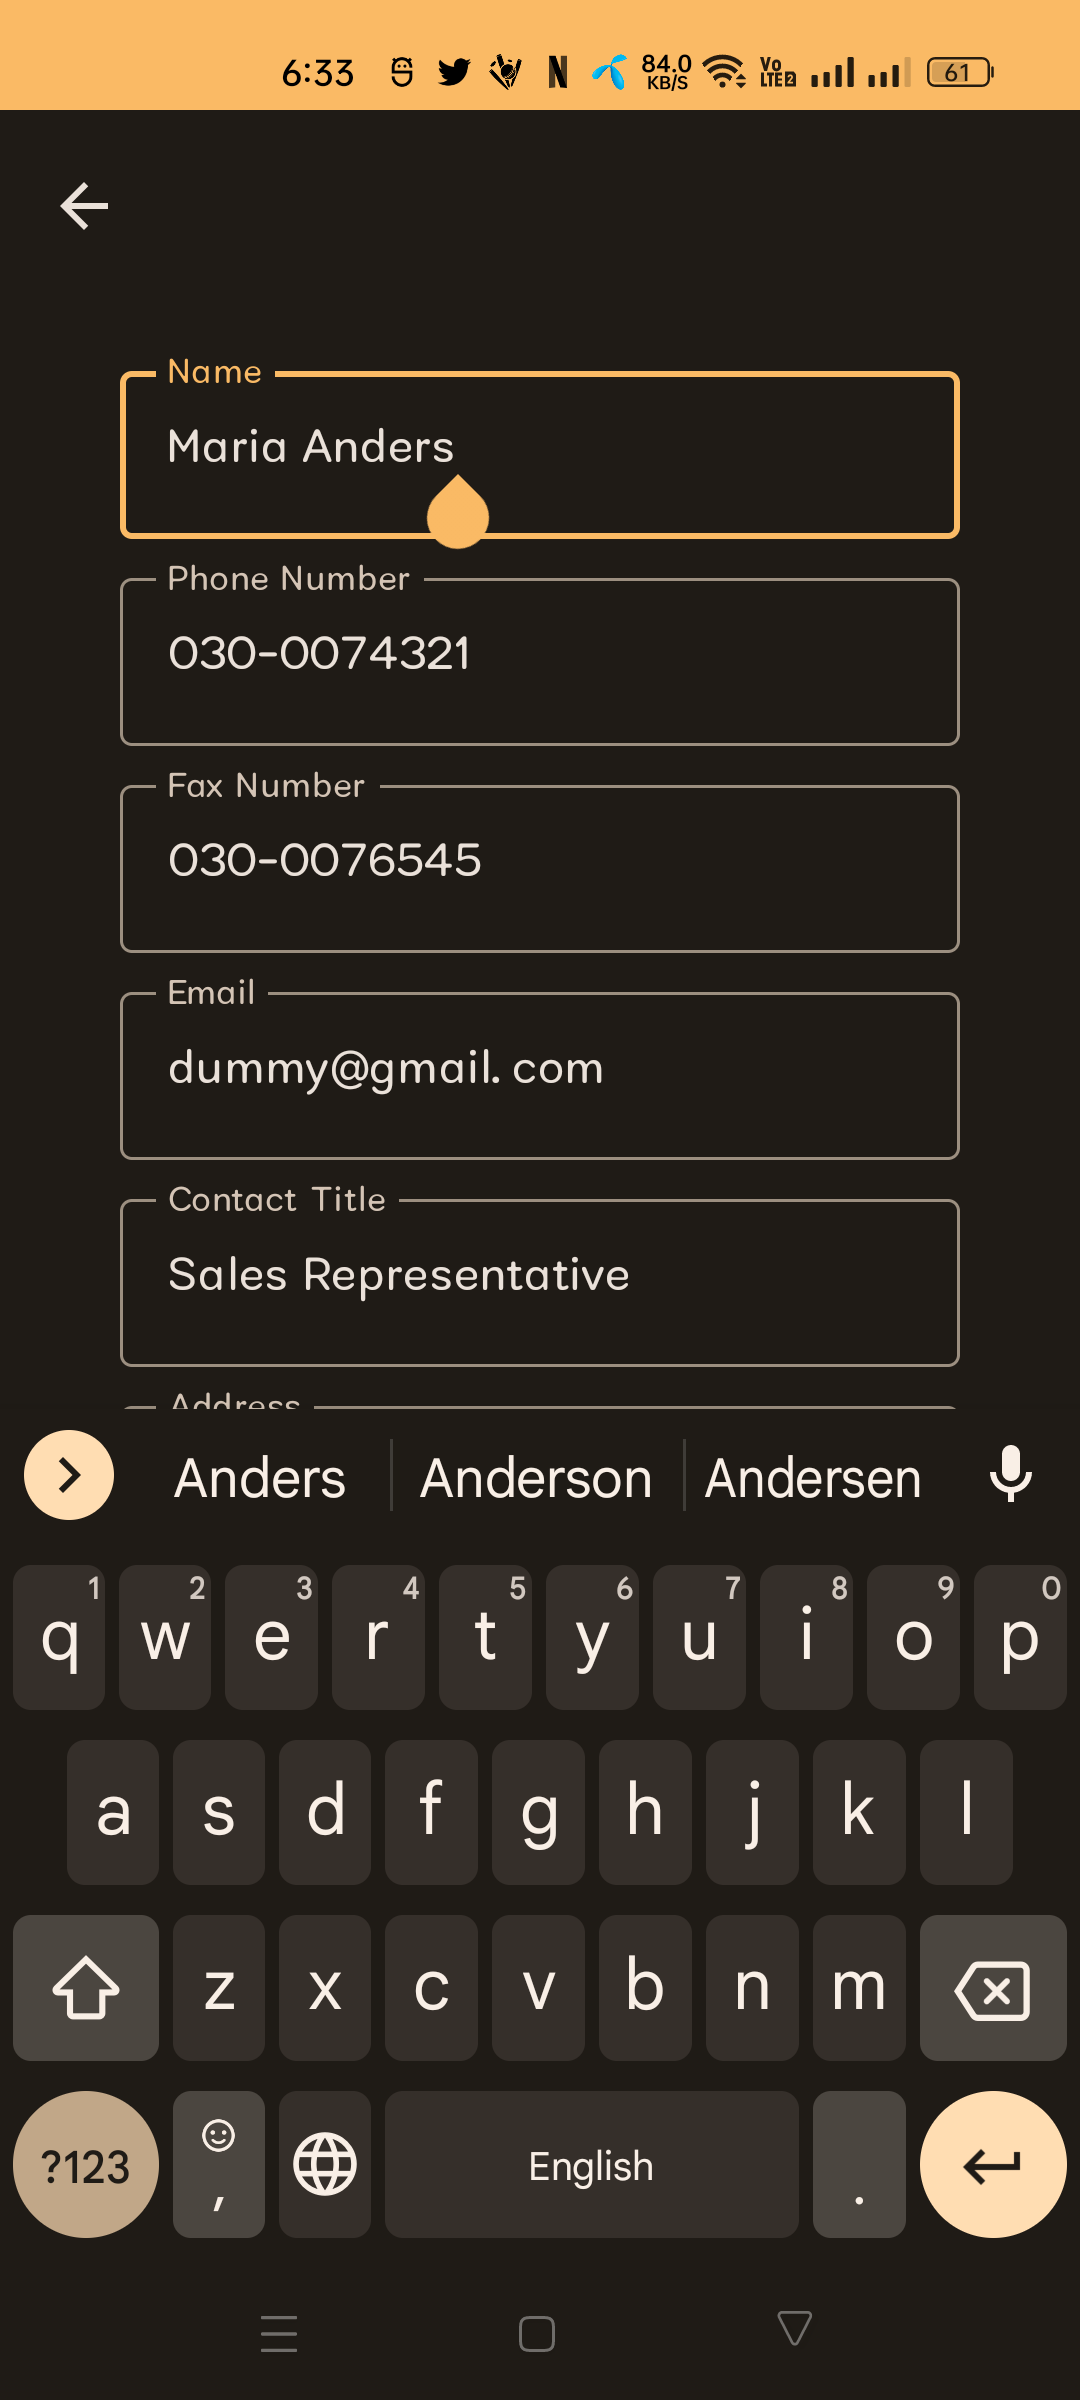 6:33 84.0 KB/S Vo LTE2 61
Name
Maria Anders
Phone Number
030-0074321
Fax Number
030-0076545
Email
dummy@gmail. com
Contact Title
Sales Representative
Address
Anders Anderson Andersen
1 2 3 4 5 6 7 8 9 0
q w e r t y u i o p
a s d f g h j k l
z x c v b n m
?123 , English .